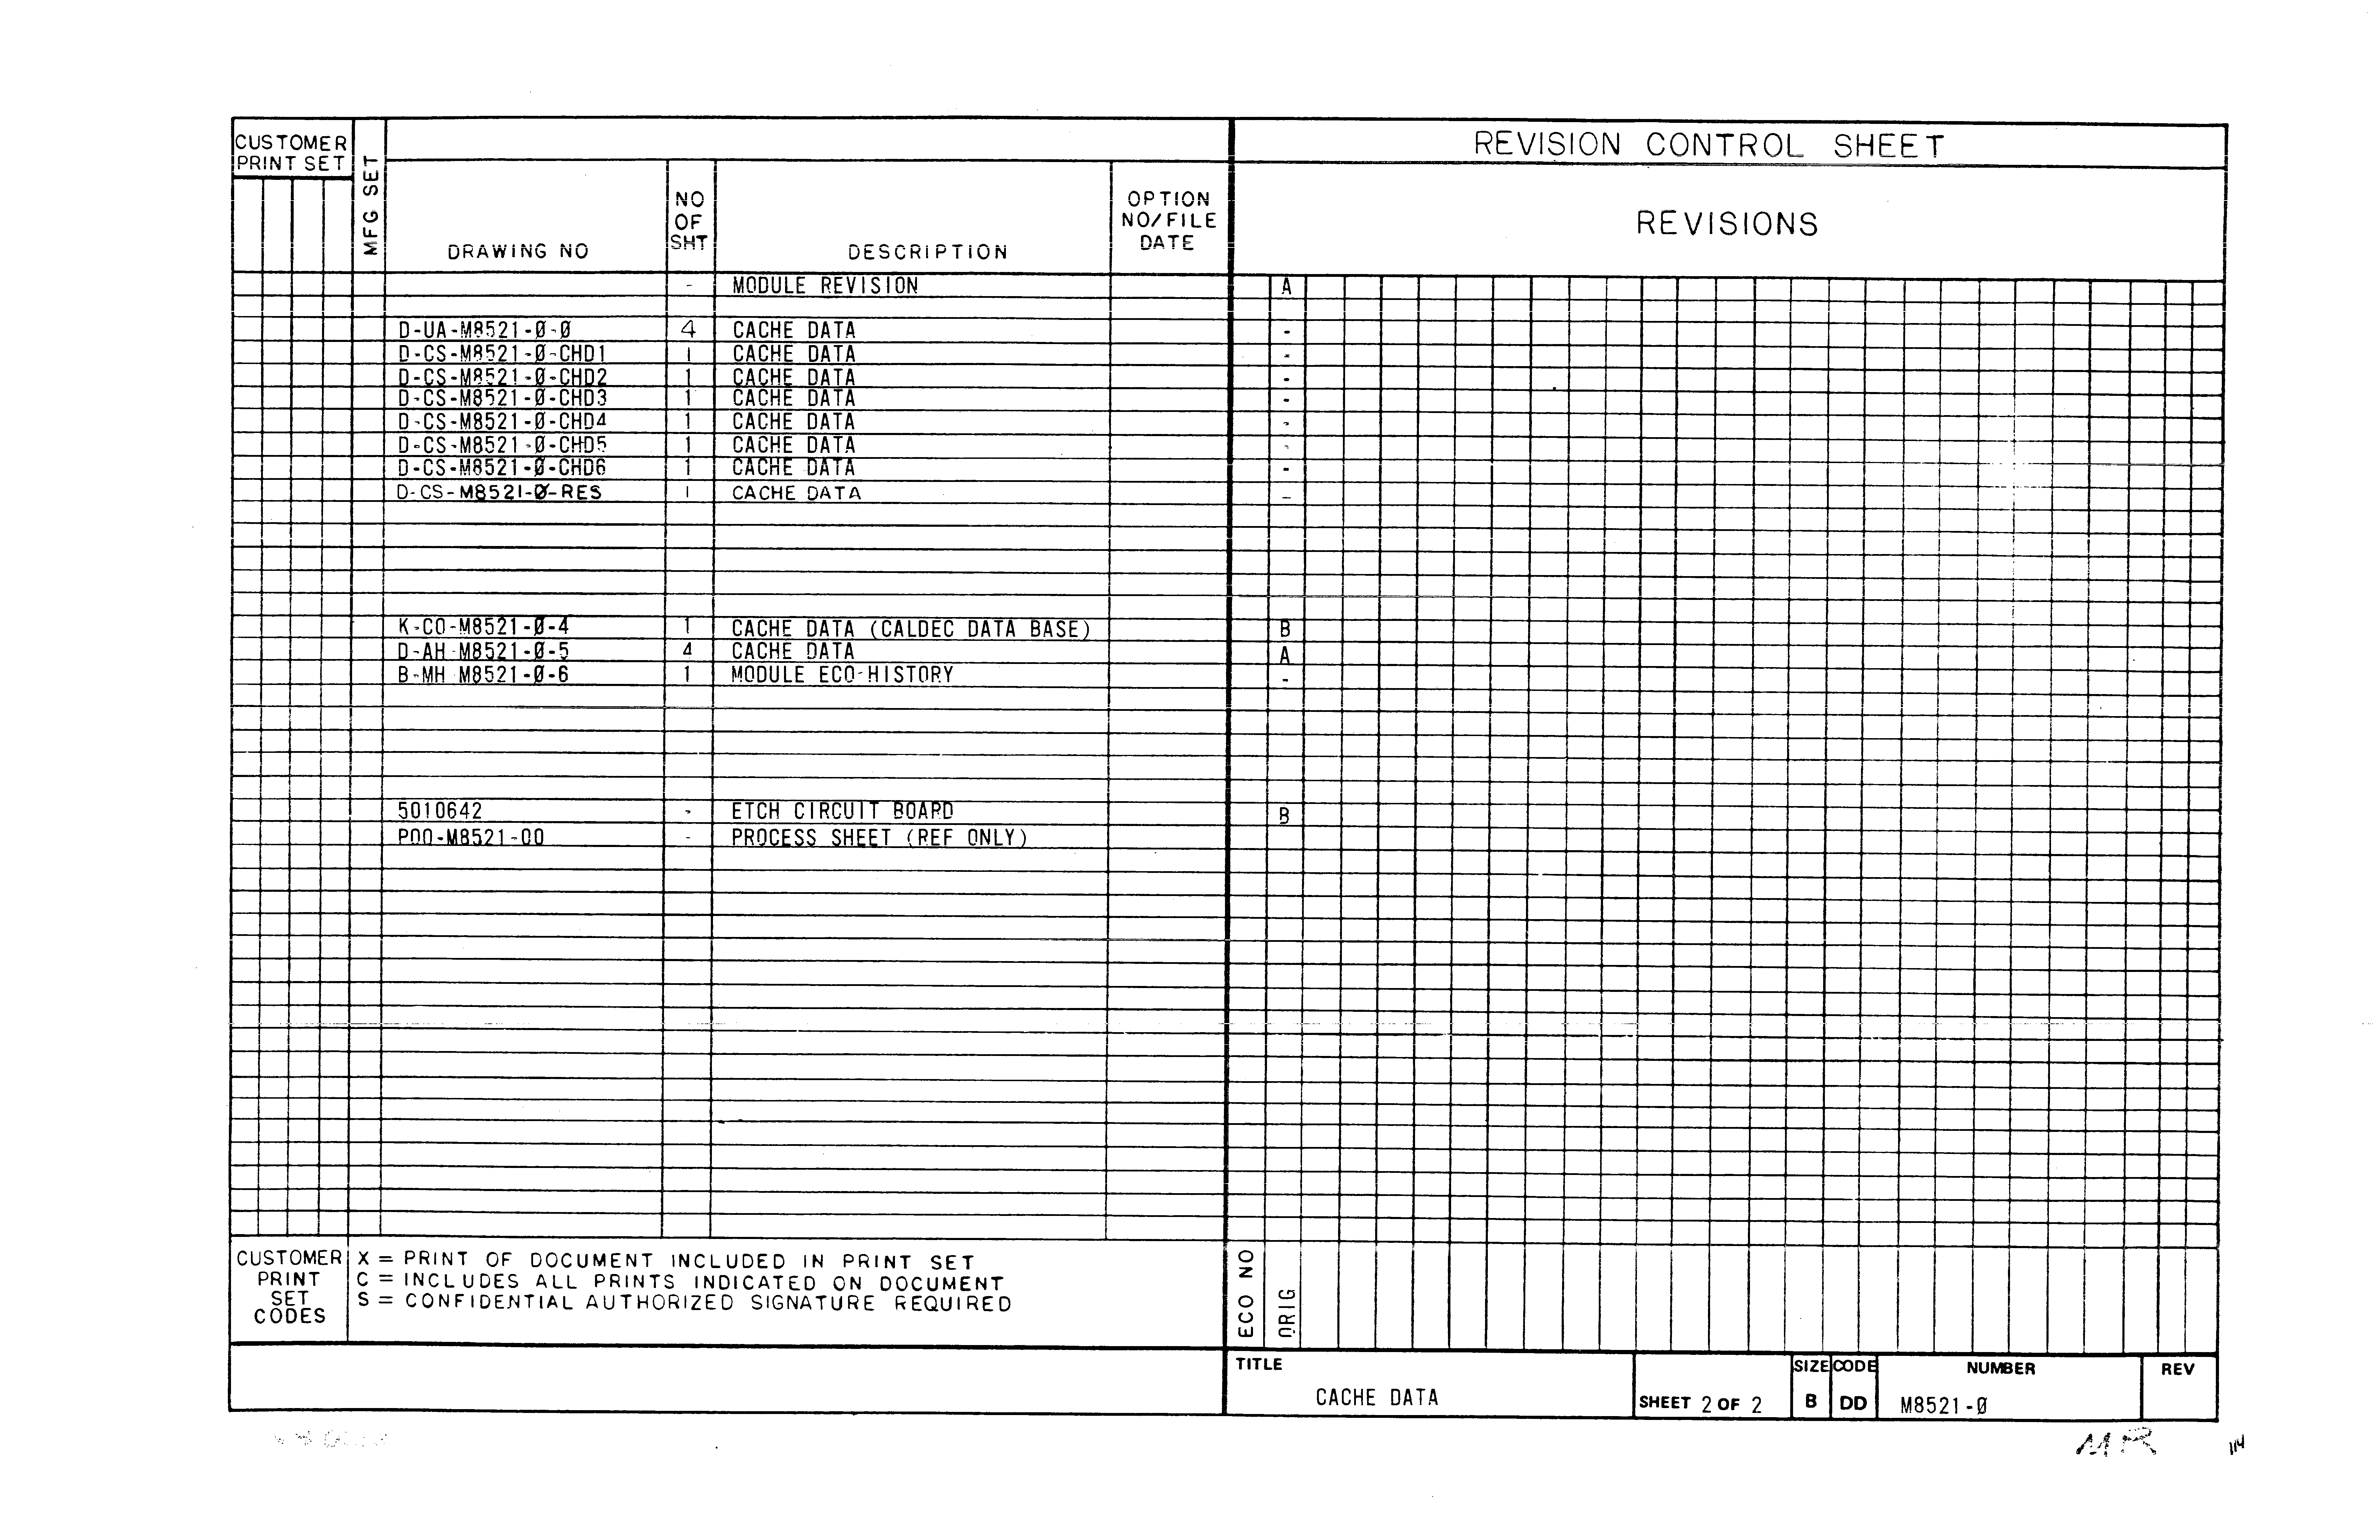 CUSTOMER
PRINT SET
MFG SET
REVISION CONTROL SHEET
DRAWING NO
NO
OF
SHT
DESCRIPTION
OPTION
NO/FILE
DATE
REVISIONS
- MODULE REVISION A
D-UA-M8521-Ø-Ø 4 CACHE DATA -
D-CS-M8521-Ø-CHD1 1 CACHE DATA -
D-CS-M8521-Ø-CHD2 1 CACHE DATA -
D-CS-M8521-Ø-CHD3 1 CACHE DATA -
D-CS-M8521-Ø-CHD4 1 CACHE DATA -
D-CS-M8521-Ø-CHD5 1 CACHE DATA -
D-CS-M8521-Ø-CHD6 1 CACHE DATA -
D-CS-M8521-Ø-RES 1 CACHE DATA -
K-CO-M8521-Ø-4 1 CACHE DATA (CALDEC DATA BASE) B
D-AH-M8521-Ø-5 4 CACHE DATA A
B-MH M8521-Ø-6 1 MODULE ECO-HISTORY -
5010642 - ETCH CIRCUIT BOARD B
P00-M8521-00 - PROCESS SHEET (REF ONLY)
CUSTOMER
PRINT
SET
CODES
X = PRINT OF DOCUMENT INCLUDED IN PRINT SET
C = INCLUDES ALL PRINTS INDICATED ON DOCUMENT
S = CONFIDENTIAL AUTHORIZED SIGNATURE REQUIRED
ECO NO
ORIG
TITLE
CACHE DATA
SHEET 2 OF 2
SIZE
B
CODE
DD
NUMBER
M8521-Ø
REV
MR
114